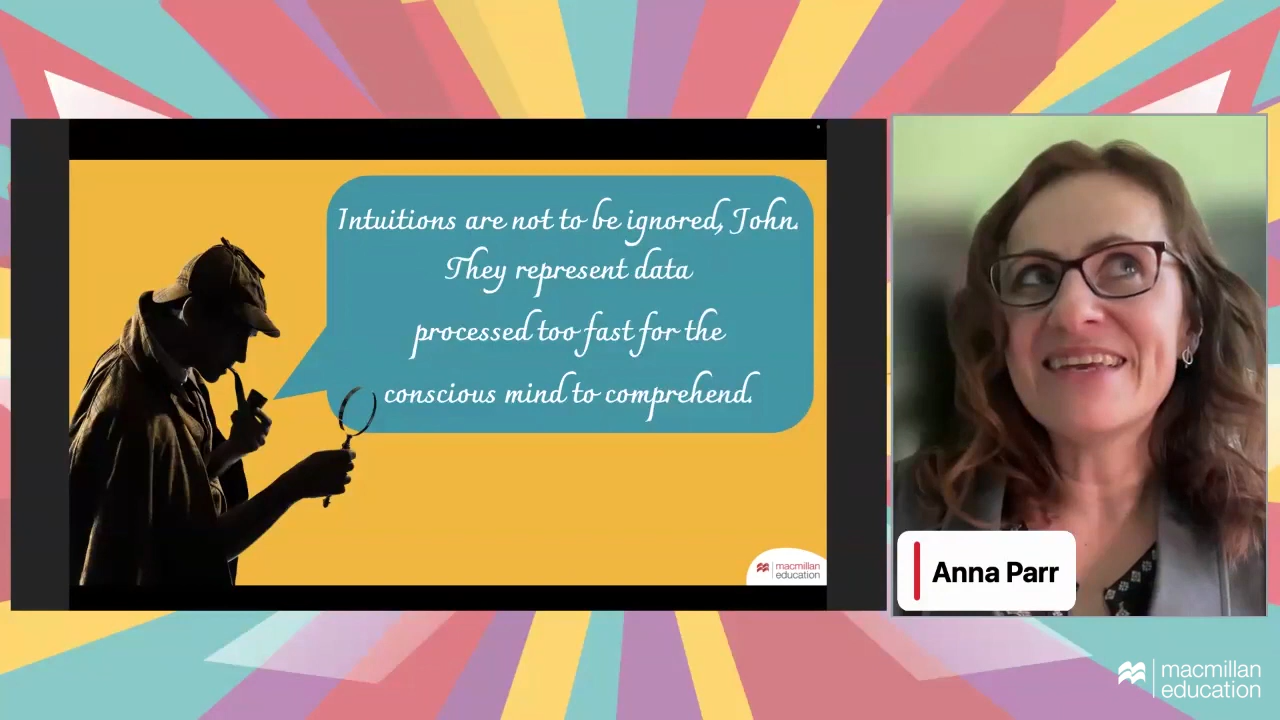 Intuitions are not to be ignored, John.
They represent data
processed too fast for the
conscious mind to comprehend.
macmillan
education
Anna Parr
macmillan
education